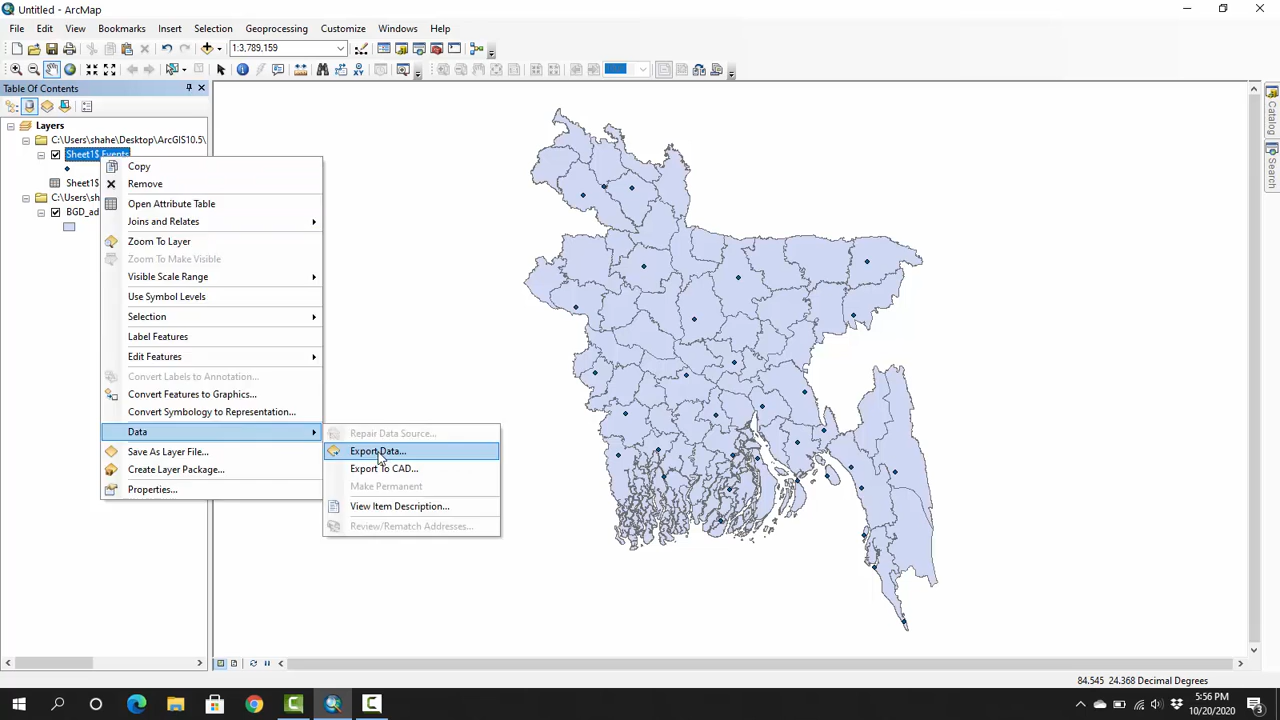 Untitled - ArcMap
File Edit View Bookmarks Insert Selection Geoprocessing Customize Windows Help
1:3,789,159
Table Of Contents
Layers
C:\Users\shahe\Desktop\ArcGIS10.5\
Sheet1$ Events
Sheet1$
C:\Users\sh
BGD_ad
Copy
Remove
Open Attribute Table
Joins and Relates
Zoom To Layer
Zoom To Make Visible
Visible Scale Range
Use Symbol Levels
Selection
Label Features
Edit Features
Convert Labels to Annotation...
Convert Features to Graphics...
Convert Symbology to Representation...
Data
Save As Layer File...
Create Layer Package...
Properties...
Repair Data Source...
Export Data...
Export To CAD...
Make Permanent
View Item Description...
Review/Rematch Addresses...
Catalog
Search
84.545 24.368 Decimal Degrees
5:56 PM
10/20/2020
3